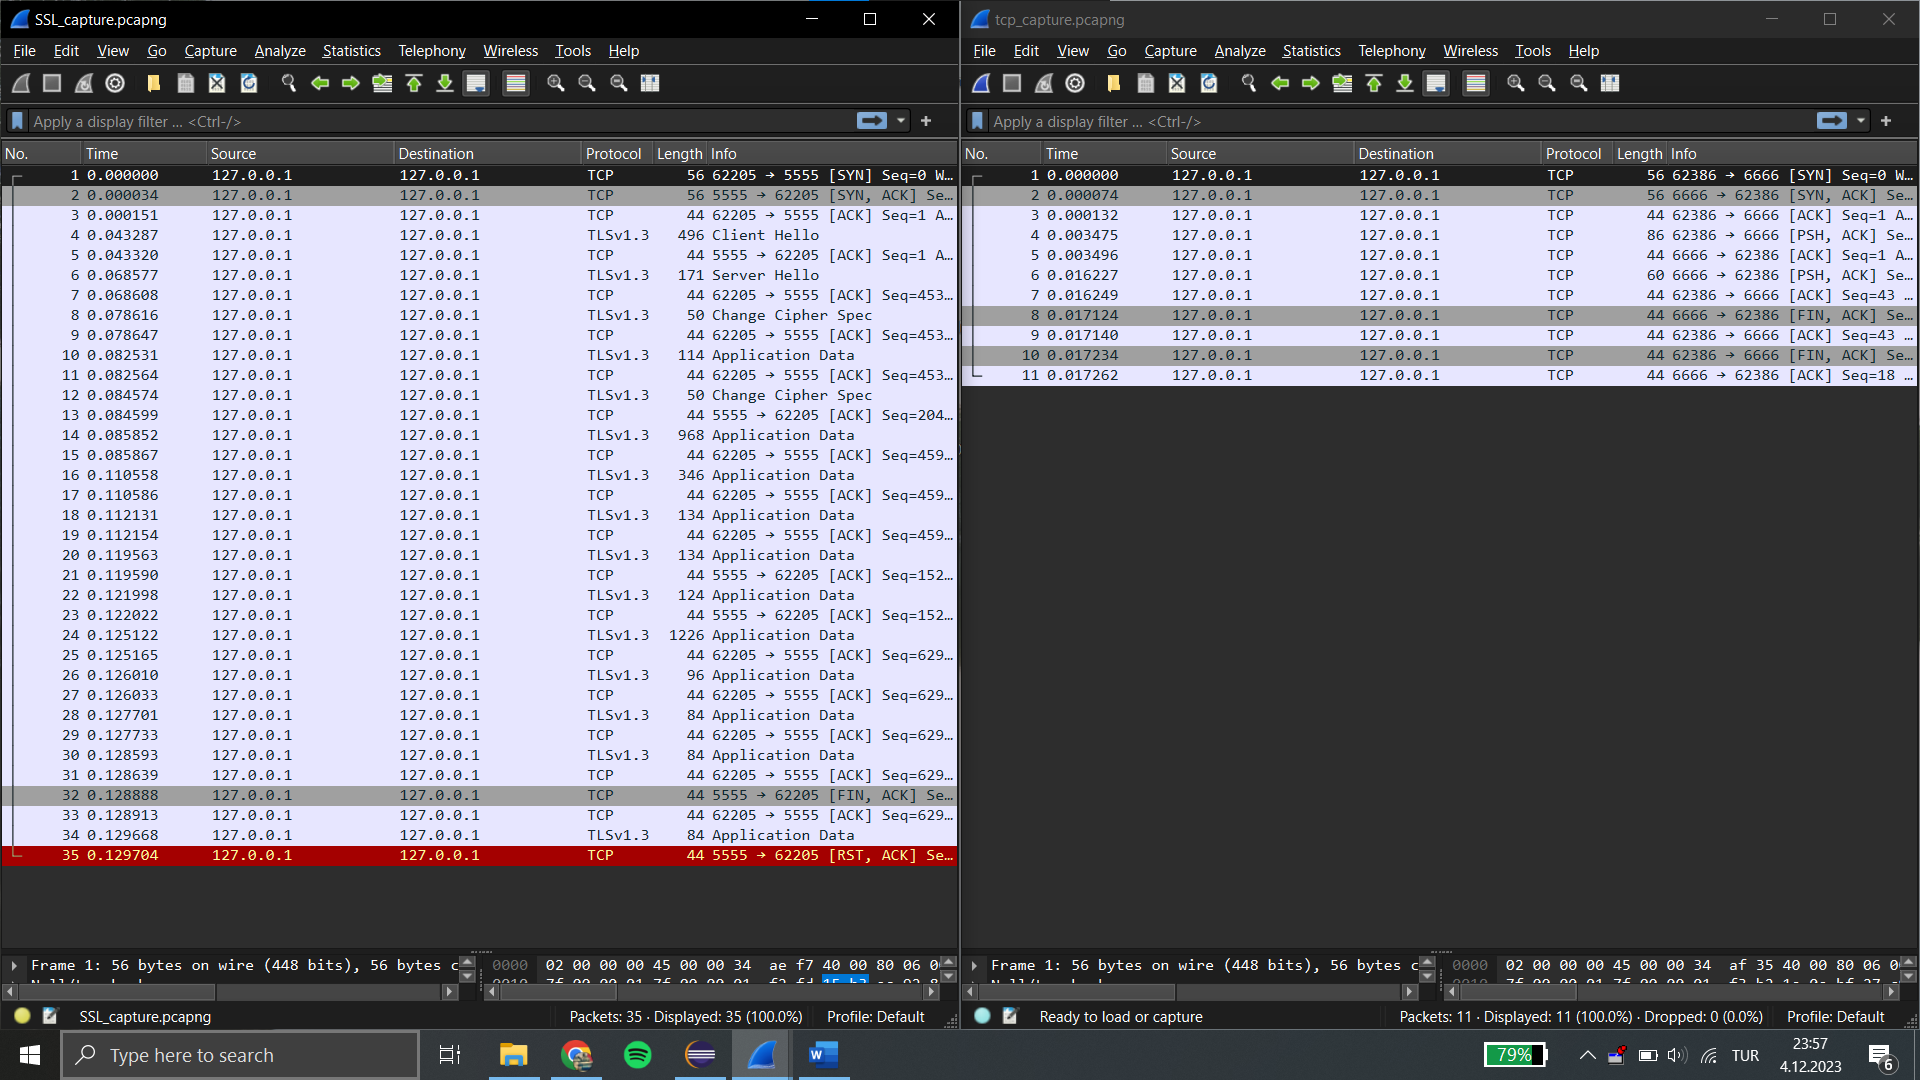 SSL_capture.pcapng
File Edit View Go Capture Analyze Statistics Telephony Wireless Tools Help
Apply a display filter ... <Ctrl-/>
No. Time Source Destination Protocol Length Info
1 0.000000 127.0.0.1 127.0.0.1 TCP 56 62205 → 5555 [SYN] Seq=0 W…
2 0.000034 127.0.0.1 127.0.0.1 TCP 56 5555 → 62205 [SYN, ACK] Se…
3 0.000151 127.0.0.1 127.0.0.1 TCP 44 62205 → 5555 [ACK] Seq=1 A…
4 0.043287 127.0.0.1 127.0.0.1 TLSv1.3 496 Client Hello
5 0.043320 127.0.0.1 127.0.0.1 TCP 44 5555 → 62205 [ACK] Seq=1 A…
6 0.068577 127.0.0.1 127.0.0.1 TLSv1.3 171 Server Hello
7 0.068608 127.0.0.1 127.0.0.1 TCP 44 62205 → 5555 [ACK] Seq=453…
8 0.078616 127.0.0.1 127.0.0.1 TLSv1.3 50 Change Cipher Spec
9 0.078647 127.0.0.1 127.0.0.1 TCP 44 62205 → 5555 [ACK] Seq=453…
10 0.082531 127.0.0.1 127.0.0.1 TLSv1.3 114 Application Data
11 0.082564 127.0.0.1 127.0.0.1 TCP 44 62205 → 5555 [ACK] Seq=453…
12 0.084574 127.0.0.1 127.0.0.1 TLSv1.3 50 Change Cipher Spec
13 0.084599 127.0.0.1 127.0.0.1 TCP 44 5555 → 62205 [ACK] Seq=204…
14 0.085852 127.0.0.1 127.0.0.1 TLSv1.3 968 Application Data
15 0.085867 127.0.0.1 127.0.0.1 TCP 44 62205 → 5555 [ACK] Seq=459…
16 0.110558 127.0.0.1 127.0.0.1 TLSv1.3 346 Application Data
17 0.110586 127.0.0.1 127.0.0.1 TCP 44 62205 → 5555 [ACK] Seq=459…
18 0.112131 127.0.0.1 127.0.0.1 TLSv1.3 134 Application Data
19 0.112154 127.0.0.1 127.0.0.1 TCP 44 62205 → 5555 [ACK] Seq=459…
20 0.119563 127.0.0.1 127.0.0.1 TLSv1.3 134 Application Data
21 0.119590 127.0.0.1 127.0.0.1 TCP 44 5555 → 62205 [ACK] Seq=152…
22 0.121998 127.0.0.1 127.0.0.1 TLSv1.3 124 Application Data
23 0.122022 127.0.0.1 127.0.0.1 TCP 44 5555 → 62205 [ACK] Seq=152…
24 0.125122 127.0.0.1 127.0.0.1 TLSv1.3 1226 Application Data
25 0.125165 127.0.0.1 127.0.0.1 TCP 44 62205 → 5555 [ACK] Seq=629…
26 0.126010 127.0.0.1 127.0.0.1 TLSv1.3 96 Application Data
27 0.126033 127.0.0.1 127.0.0.1 TCP 44 62205 → 5555 [ACK] Seq=629…
28 0.127701 127.0.0.1 127.0.0.1 TLSv1.3 84 Application Data
29 0.127733 127.0.0.1 127.0.0.1 TCP 44 62205 → 5555 [ACK] Seq=629…
30 0.128593 127.0.0.1 127.0.0.1 TLSv1.3 84 Application Data
31 0.128639 127.0.0.1 127.0.0.1 TCP 44 62205 → 5555 [ACK] Seq=629…
32 0.128888 127.0.0.1 127.0.0.1 TCP 44 5555 → 62205 [FIN, ACK] Se…
33 0.128913 127.0.0.1 127.0.0.1 TCP 44 62205 → 5555 [ACK] Seq=629…
34 0.129668 127.0.0.1 127.0.0.1 TLSv1.3 84 Application Data
35 0.129704 127.0.0.1 127.0.0.1 TCP 44 5555 → 62205 [RST, ACK] Se…
Frame 1: 56 bytes on wire (448 bits), 56 bytes c
0000 02 00 00 00 45 00 00 34 ae f7 40 00 80 06 0
SSL_capture.pcapng Packets: 35 · Displayed: 35 (100.0%) Profile: Default
tcp_capture.pcapng
File Edit View Go Capture Analyze Statistics Telephony Wireless Tools Help
Apply a display filter ... <Ctrl-/>
No. Time Source Destination Protocol Length Info
1 0.000000 127.0.0.1 127.0.0.1 TCP 56 62386 → 6666 [SYN] Seq=0 W…
2 0.000074 127.0.0.1 127.0.0.1 TCP 56 6666 → 62386 [SYN, ACK] Se…
3 0.000132 127.0.0.1 127.0.0.1 TCP 44 62386 → 6666 [ACK] Seq=1 A…
4 0.003475 127.0.0.1 127.0.0.1 TCP 86 62386 → 6666 [PSH, ACK] Se…
5 0.003496 127.0.0.1 127.0.0.1 TCP 44 6666 → 62386 [ACK] Seq=1 A…
6 0.016227 127.0.0.1 127.0.0.1 TCP 60 6666 → 62386 [PSH, ACK] Se…
7 0.016249 127.0.0.1 127.0.0.1 TCP 44 62386 → 6666 [ACK] Seq=43 …
8 0.017124 127.0.0.1 127.0.0.1 TCP 44 6666 → 62386 [FIN, ACK] Se…
9 0.017140 127.0.0.1 127.0.0.1 TCP 44 62386 → 6666 [ACK] Seq=43 …
10 0.017234 127.0.0.1 127.0.0.1 TCP 44 62386 → 6666 [FIN, ACK] Se…
11 0.017262 127.0.0.1 127.0.0.1 TCP 44 6666 → 62386 [ACK] Seq=18 …
Frame 1: 56 bytes on wire (448 bits), 56 bytes c
0000 02 00 00 00 45 00 00 34 af 35 40 00 80 06 0
Ready to load or capture Packets: 11 · Displayed: 11 (100.0%) · Dropped: 0 (0.0%) Profile: Default
Type here to search
79%
TUR
23:57
4.12.2023
6